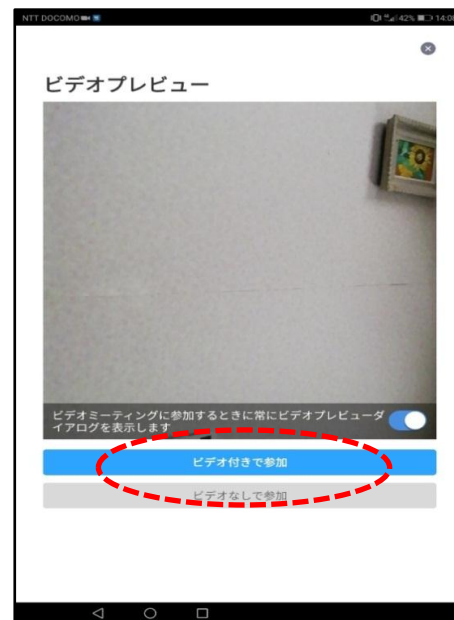 NTT DOCOMO
42% 14:0
ビデオプレビュー
ビデオミーティングに参加するときに常にビデオプレビューダ
イアログを表示します
ビデオ付きで参加
ビデオなしで参加